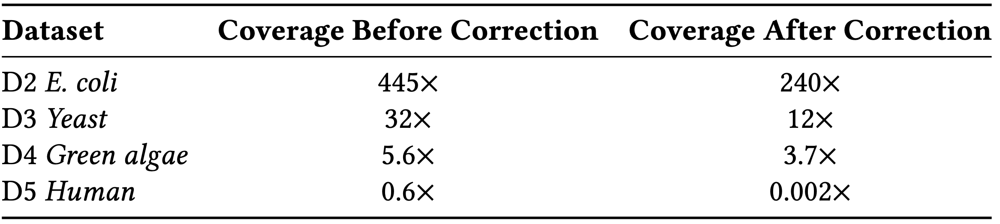 Dataset Coverage Before Correction Coverage After Correction
D2 E. coli 445× 240×
D3 Yeast 32× 12×
D4 Green algae 5.6× 3.7×
D5 Human 0.6× 0.002×